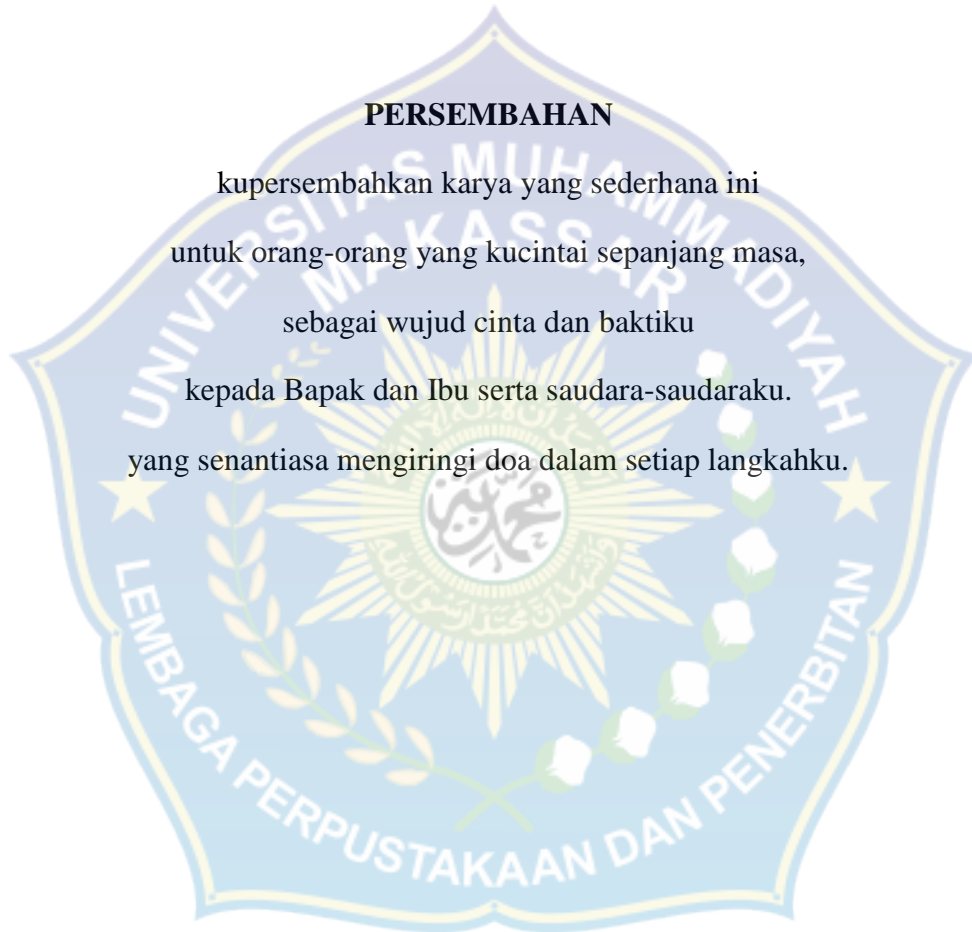 PERSEMBAHAN
kupersembahkan karya yang sederhana ini
untuk orang-orang yang kucintai sepanjang masa,
sebagai wujud cinta dan baktiku
kepada Bapak dan Ibu serta saudara-saudaraku.
yang senantiasa mengiringi doa dalam setiap langkahku.
UNIVERSITAS MUHAMMADIYAH
MAKASSAR
LEMBAGA PERPUSTAKAAN DAN PENERBITAN